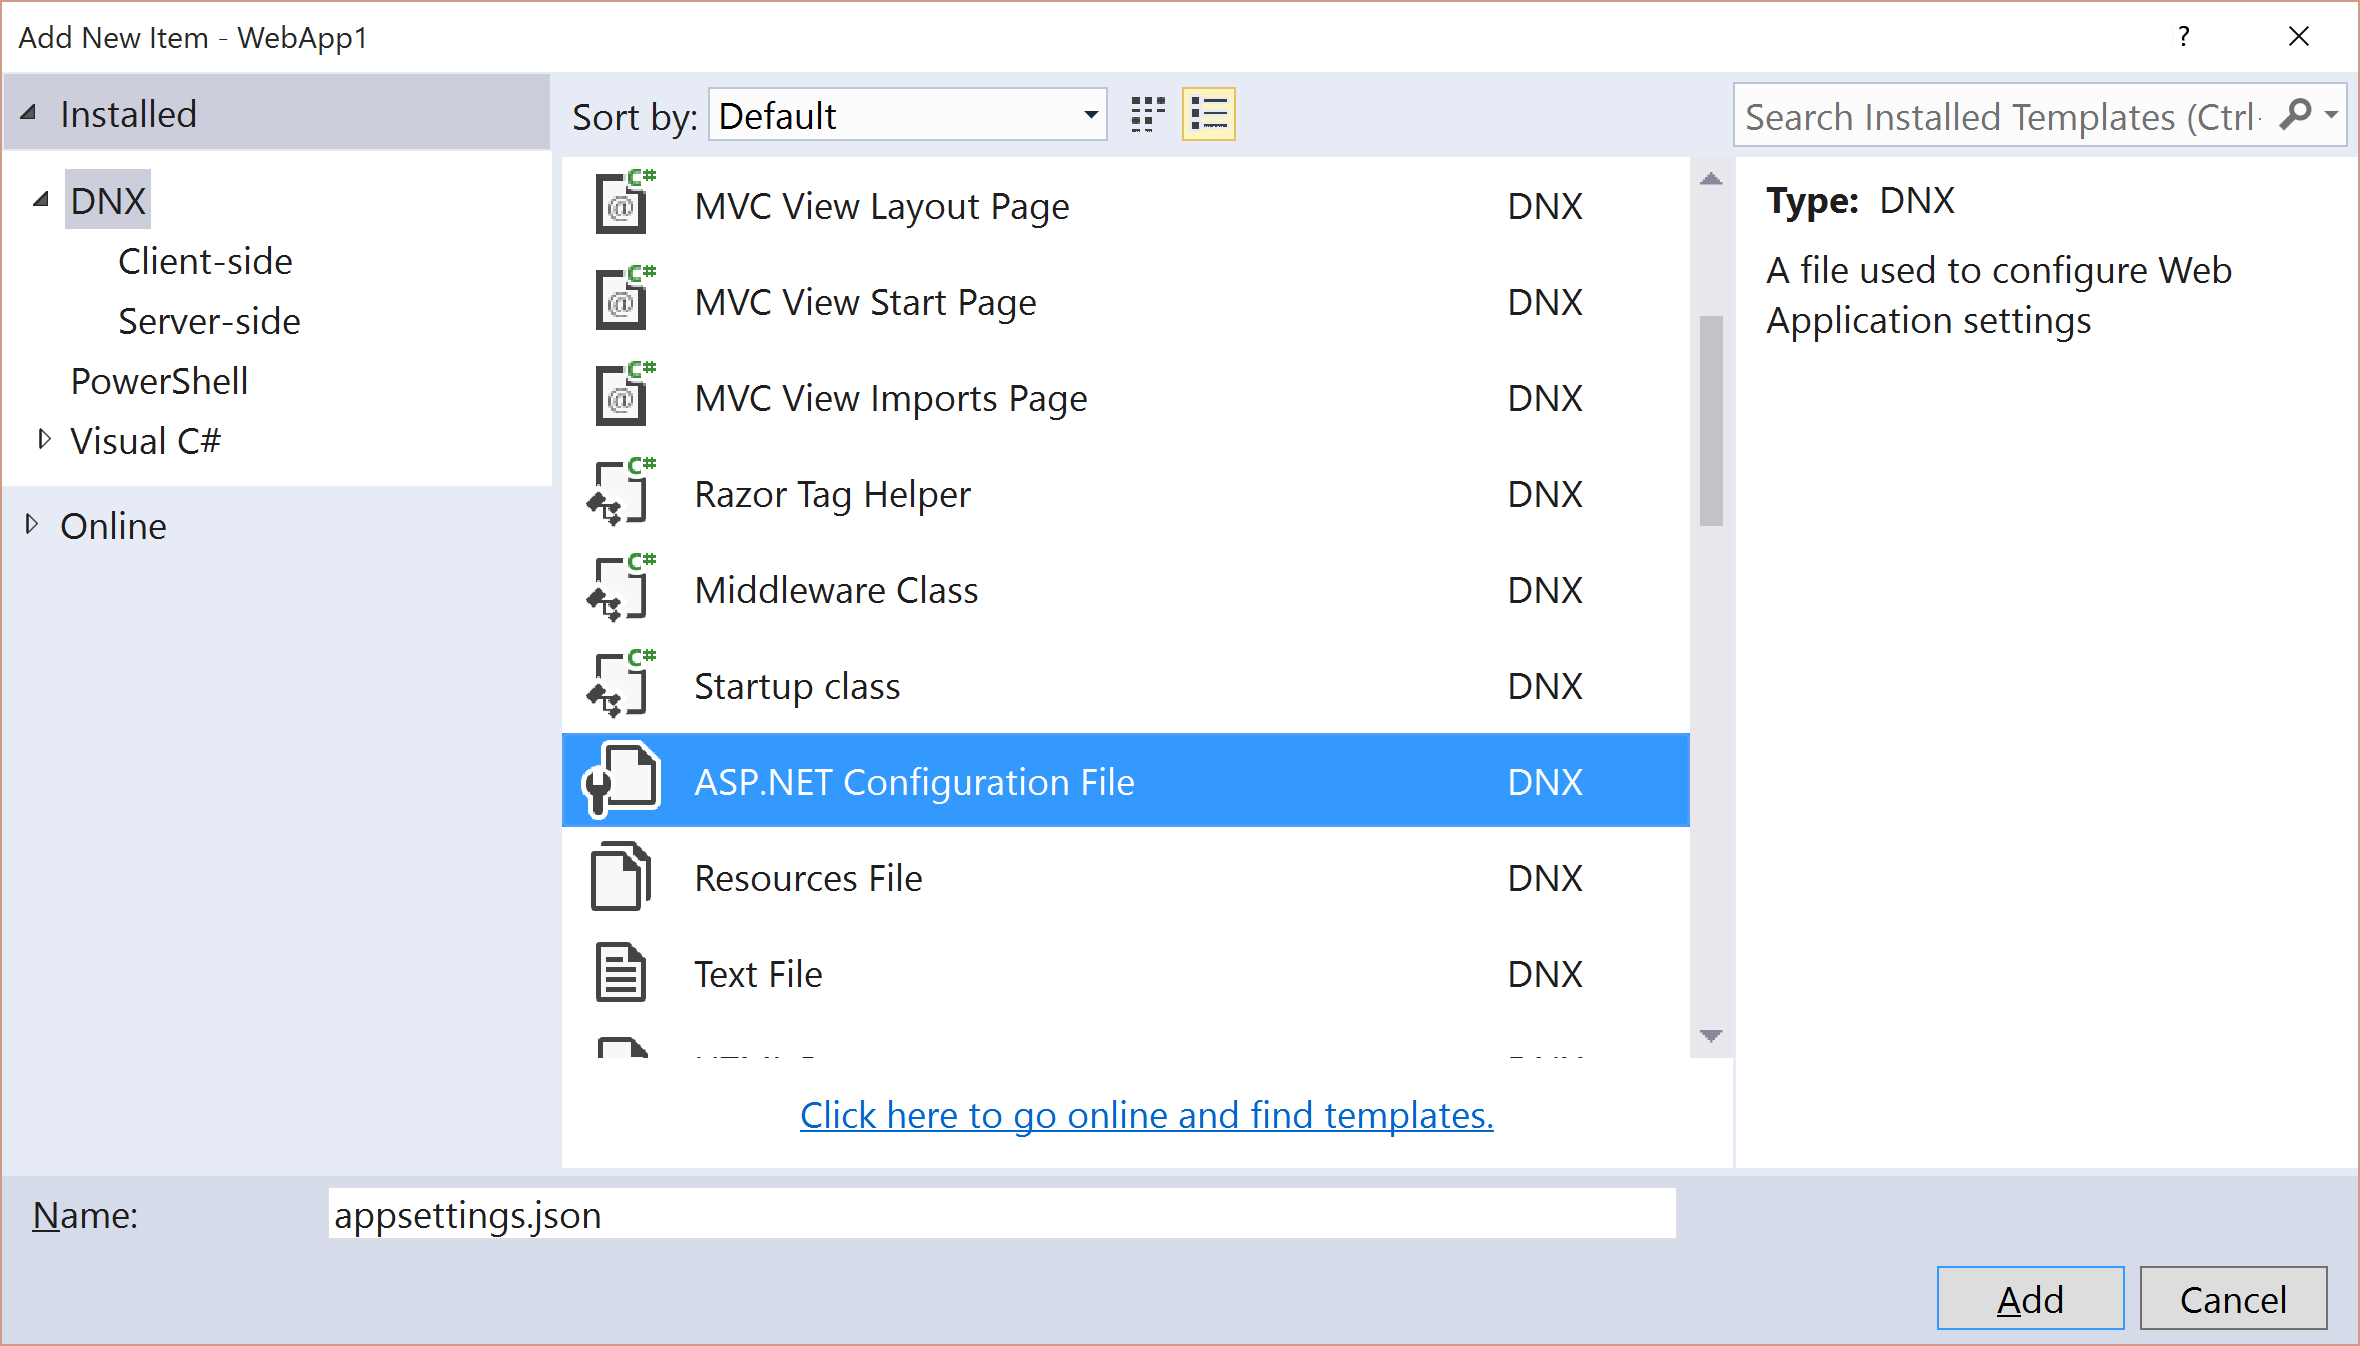 Add New Item - WebApp1
?
Installed
Sort by: Default
Search Installed Templates (Ctrl
DNX
Client-side
Server-side
PowerShell
Visual C#
Online
C#
@
MVC View Layout Page DNX
C#
@
MVC View Start Page DNX
C#
@
MVC View Imports Page DNX
C#
Razor Tag Helper DNX
C#
Middleware Class DNX
C#
Startup class DNX
ASP.NET Configuration File DNX
Resources File DNX
Text File DNX
Click here to go online and find templates.
Type: DNX
A file used to configure Web
Application settings
Name: appsettings.json
Add
Cancel